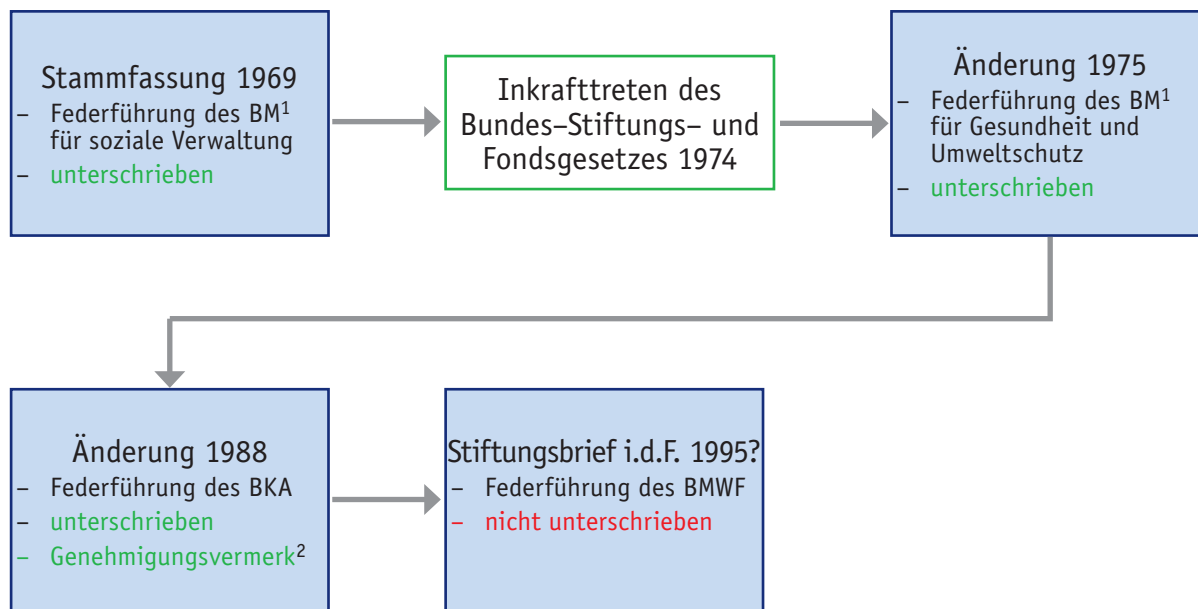 Stammfassung 1969
– Federführung des BM¹
für soziale Verwaltung
– unterschrieben
Inkrafttreten des
Bundes–Stiftungs– und
Fondsgesetzes 1974
Änderung 1975
– Federführung des BM¹
für Gesundheit und
Umweltschutz
– unterschrieben
Änderung 1988
– Federführung des BKA
– unterschrieben
– Genehmigungsvermerk²
Stiftungsbrief i.d.F. 1995?
– Federführung des BMWF
– nicht unterschrieben